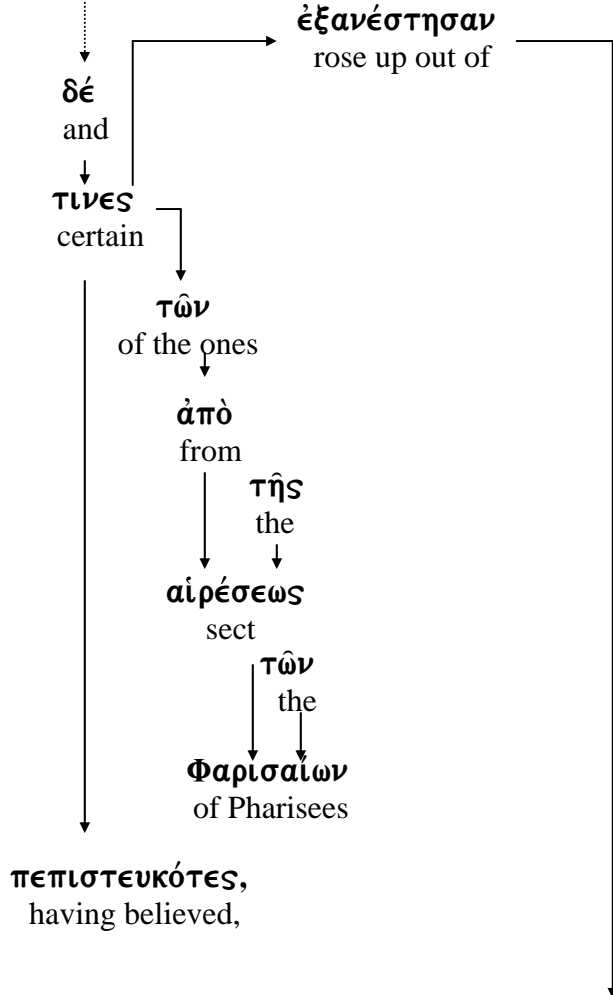 ἐξανέστησαν
rose up out of
δέ
and
τινες
certain
τῶν
of the ones
ἀπὸ
from
τῆς
the
αἱρέσεως
sect
τῶν
the
Φαρισαίων
of Pharisees
πεπιστευκότες,
having believed,